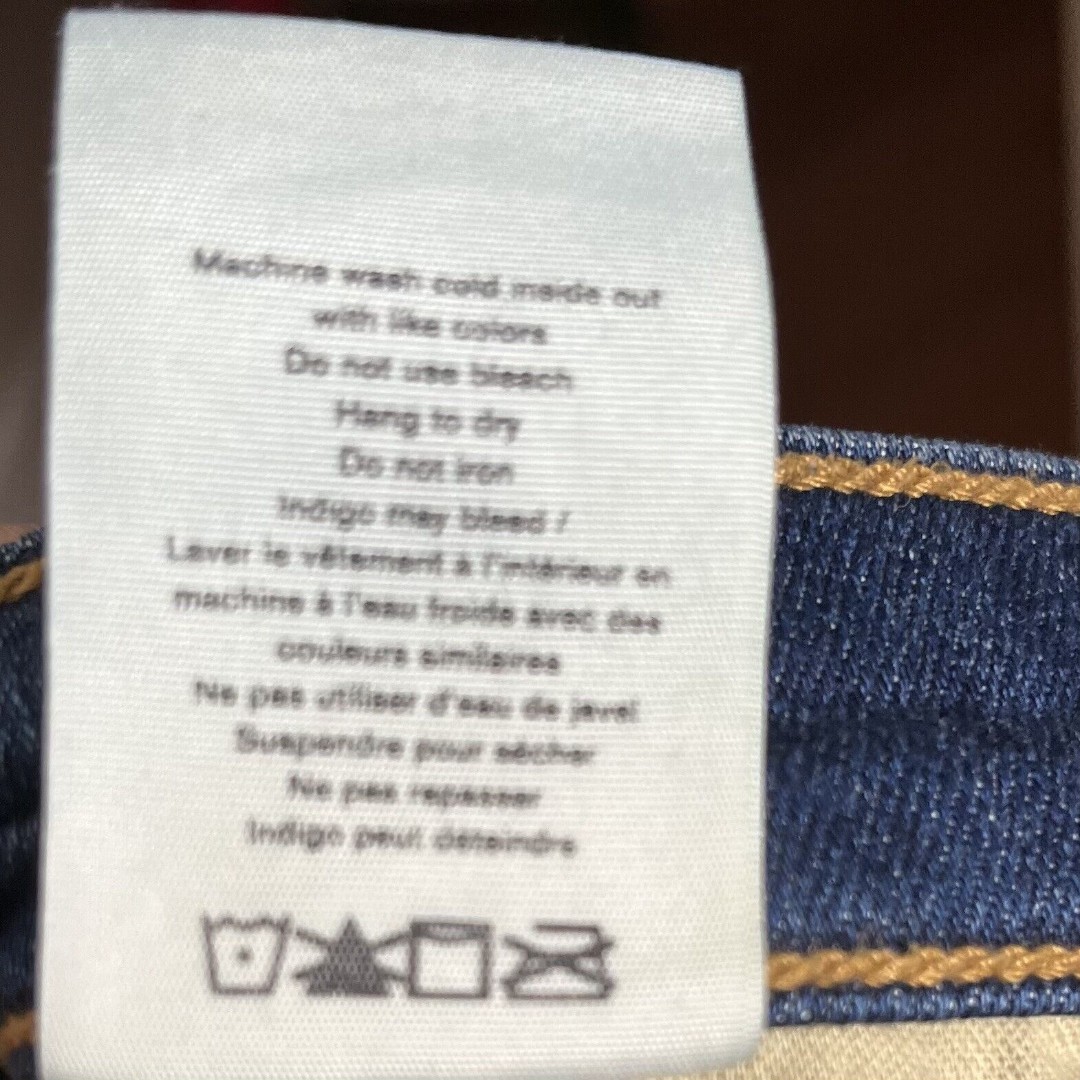 Machine wash cold inside out
with like colors
Do not use bleach
Hang to dry
Do not iron
Indigo may bleed /
Laver le vêtement à l'intérieur en
machine à l'eau froide avec des
couleurs similaires
Ne pas utiliser d'eau de javel
Suspendre pour sécher
Ne pas repasser
Indigo peut déteindre